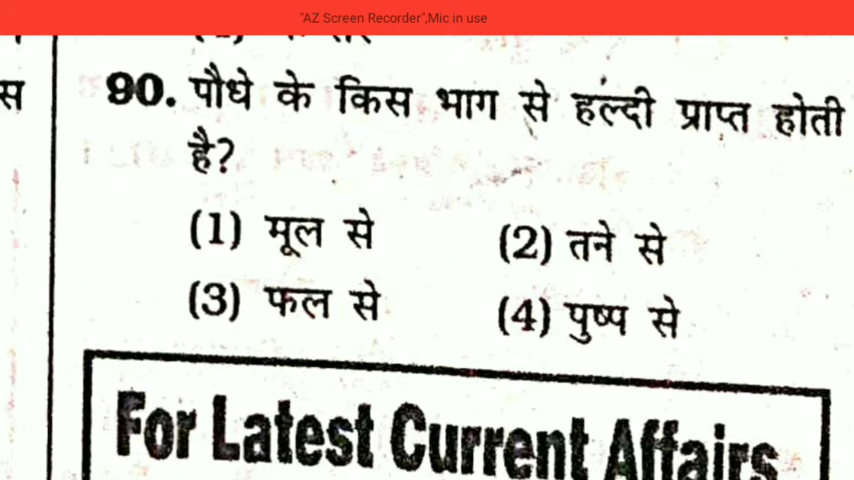 "AZ Screen Recorder",Mic in use
स
90. पौधे के किस भाग से हल्दी प्राप्त होती
है?
(1) मूल से (2) तने से
(3) फल से (4) पुष्प से
For Latest Current Affairs